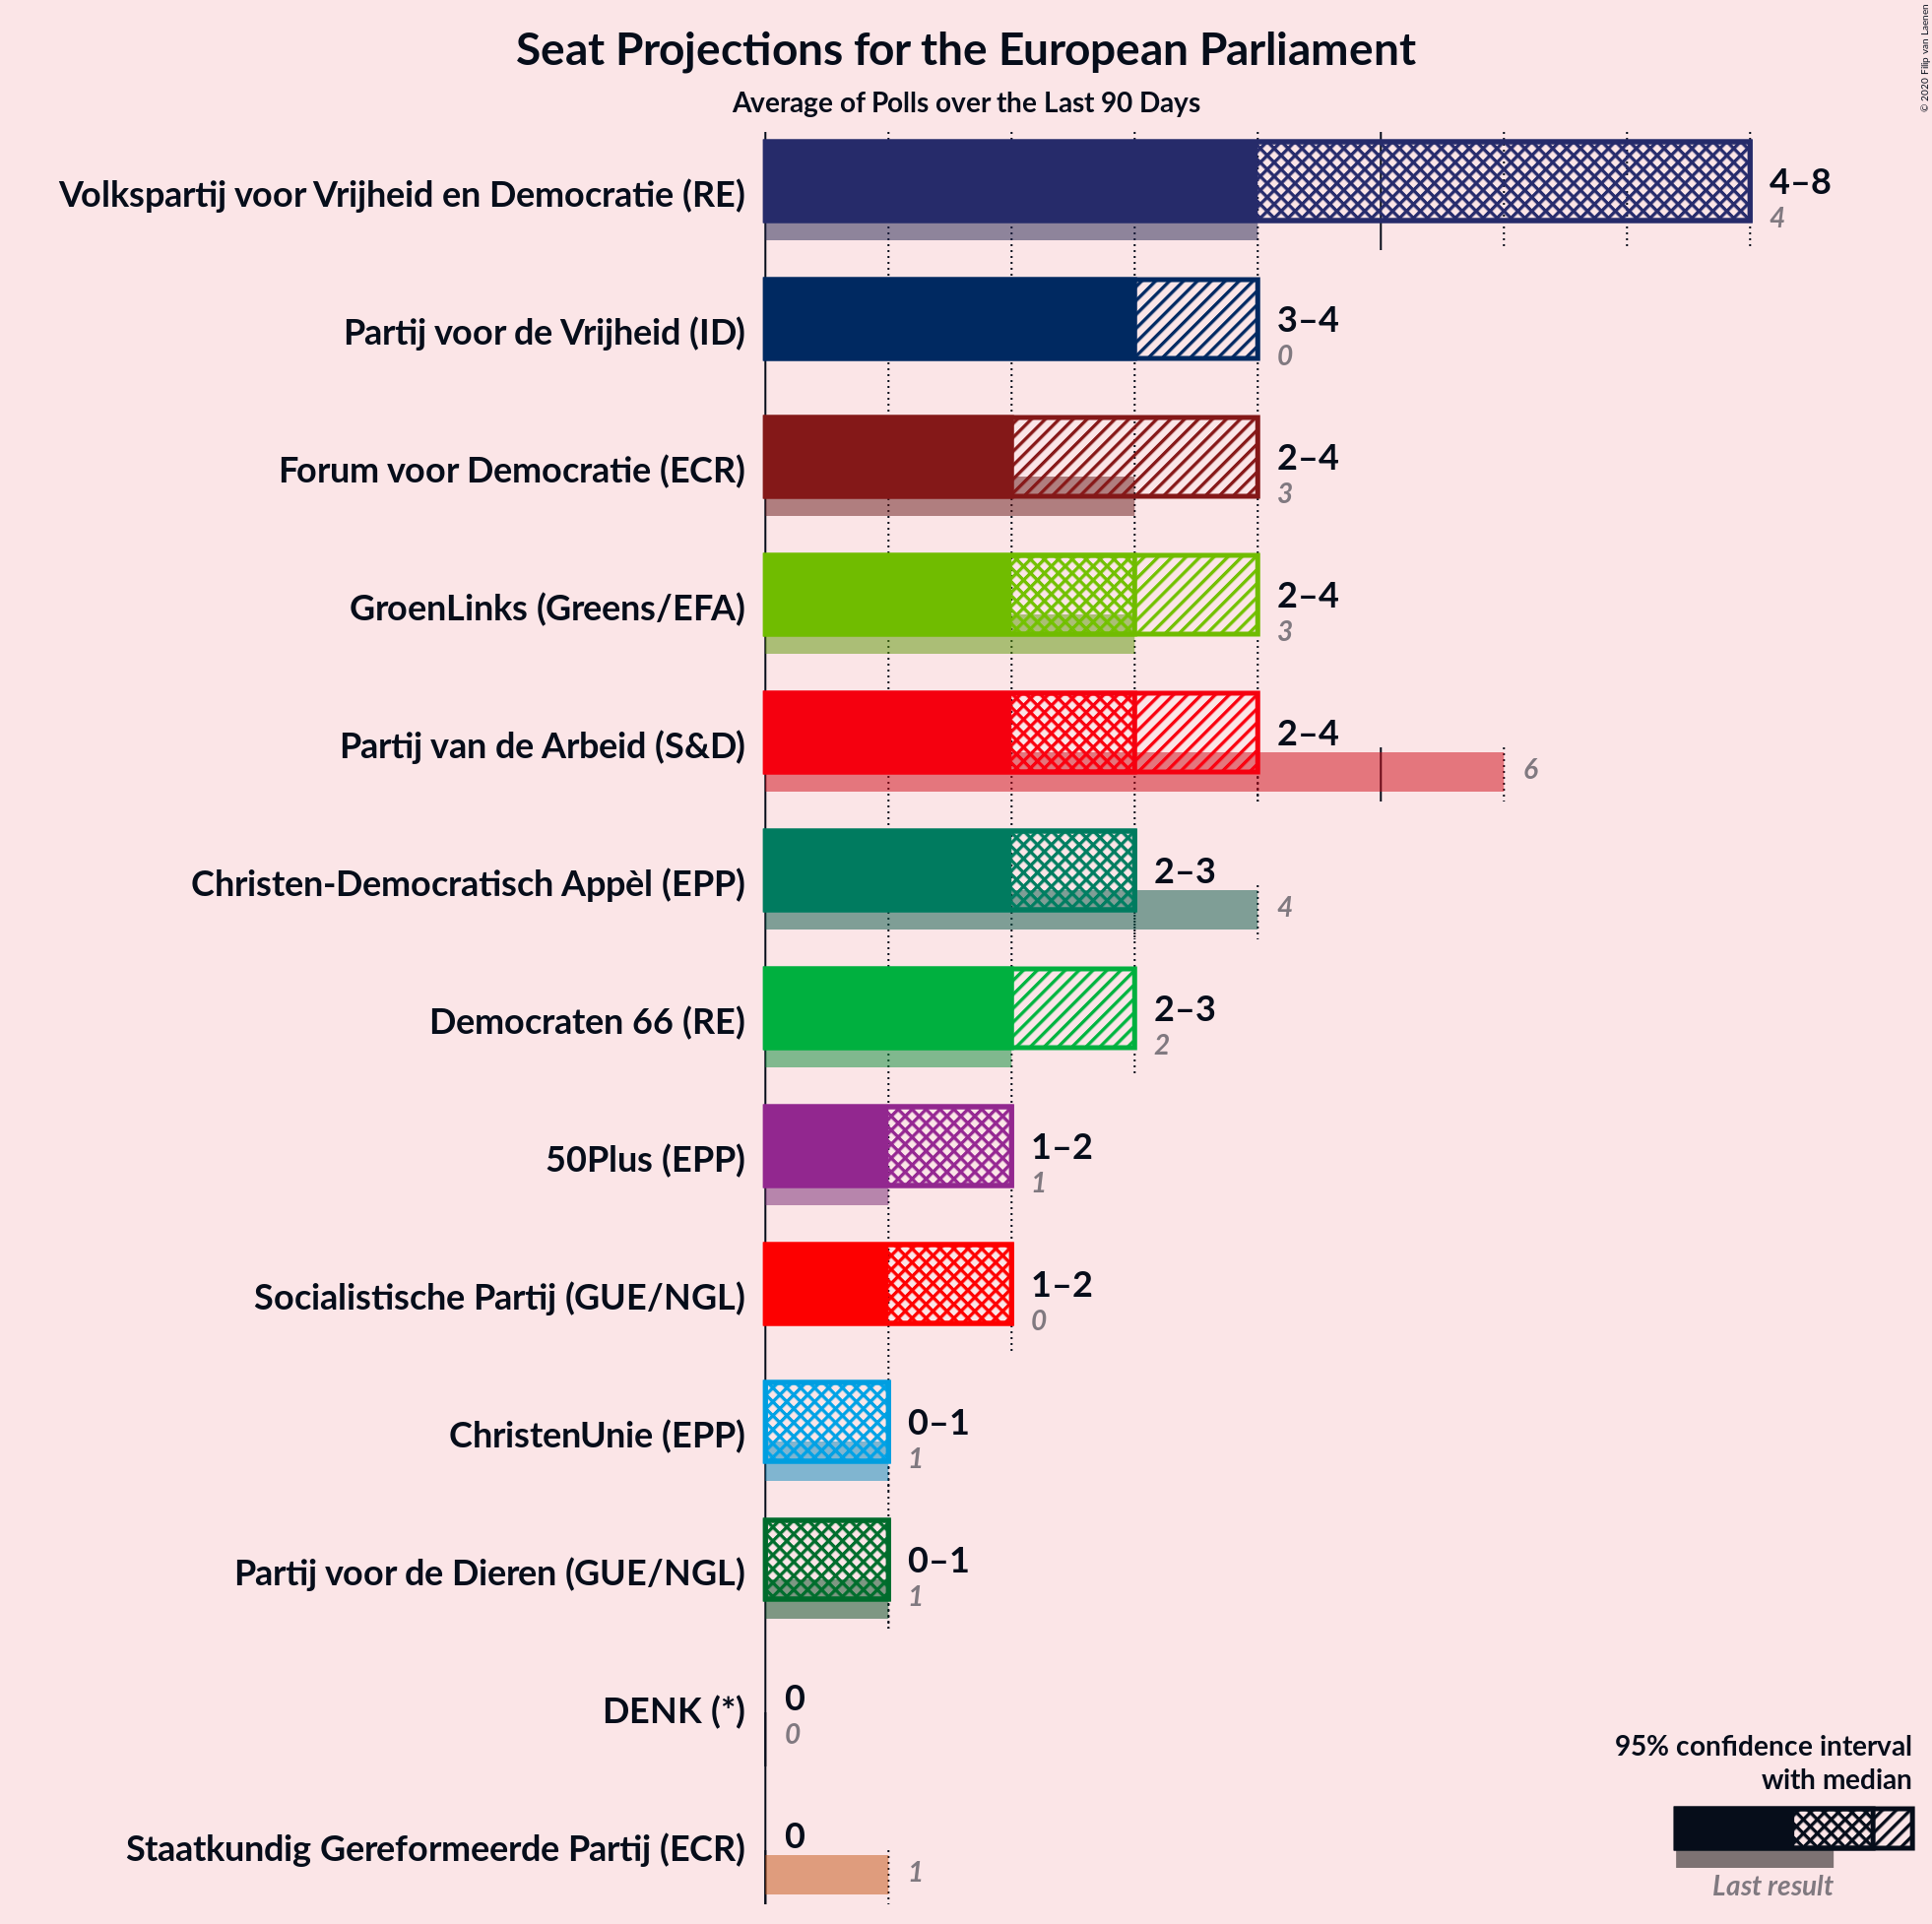 Seat Projections for the European Parliament
Average of Polls over the Last 90 Days
© 2020 Filip van Laenen
Volkspartij voor Vrijheid en Democratie (RE)
4–8
4
Partij voor de Vrijheid (ID)
3–4
0
Forum voor Democratie (ECR)
2–4
3
GroenLinks (Greens/EFA)
2–4
3
Partij van de Arbeid (S&D)
2–4
6
Christen-Democratisch Appèl (EPP)
2–3
4
Democraten 66 (RE)
2–3
2
50Plus (EPP)
1–2
1
Socialistische Partij (GUE/NGL)
1–2
0
ChristenUnie (EPP)
0–1
1
Partij voor de Dieren (GUE/NGL)
0–1
1
DENK (*)
0
0
Staatkundig Gereformeerde Partij (ECR)
0
1
95% confidence interval
with median
Last result